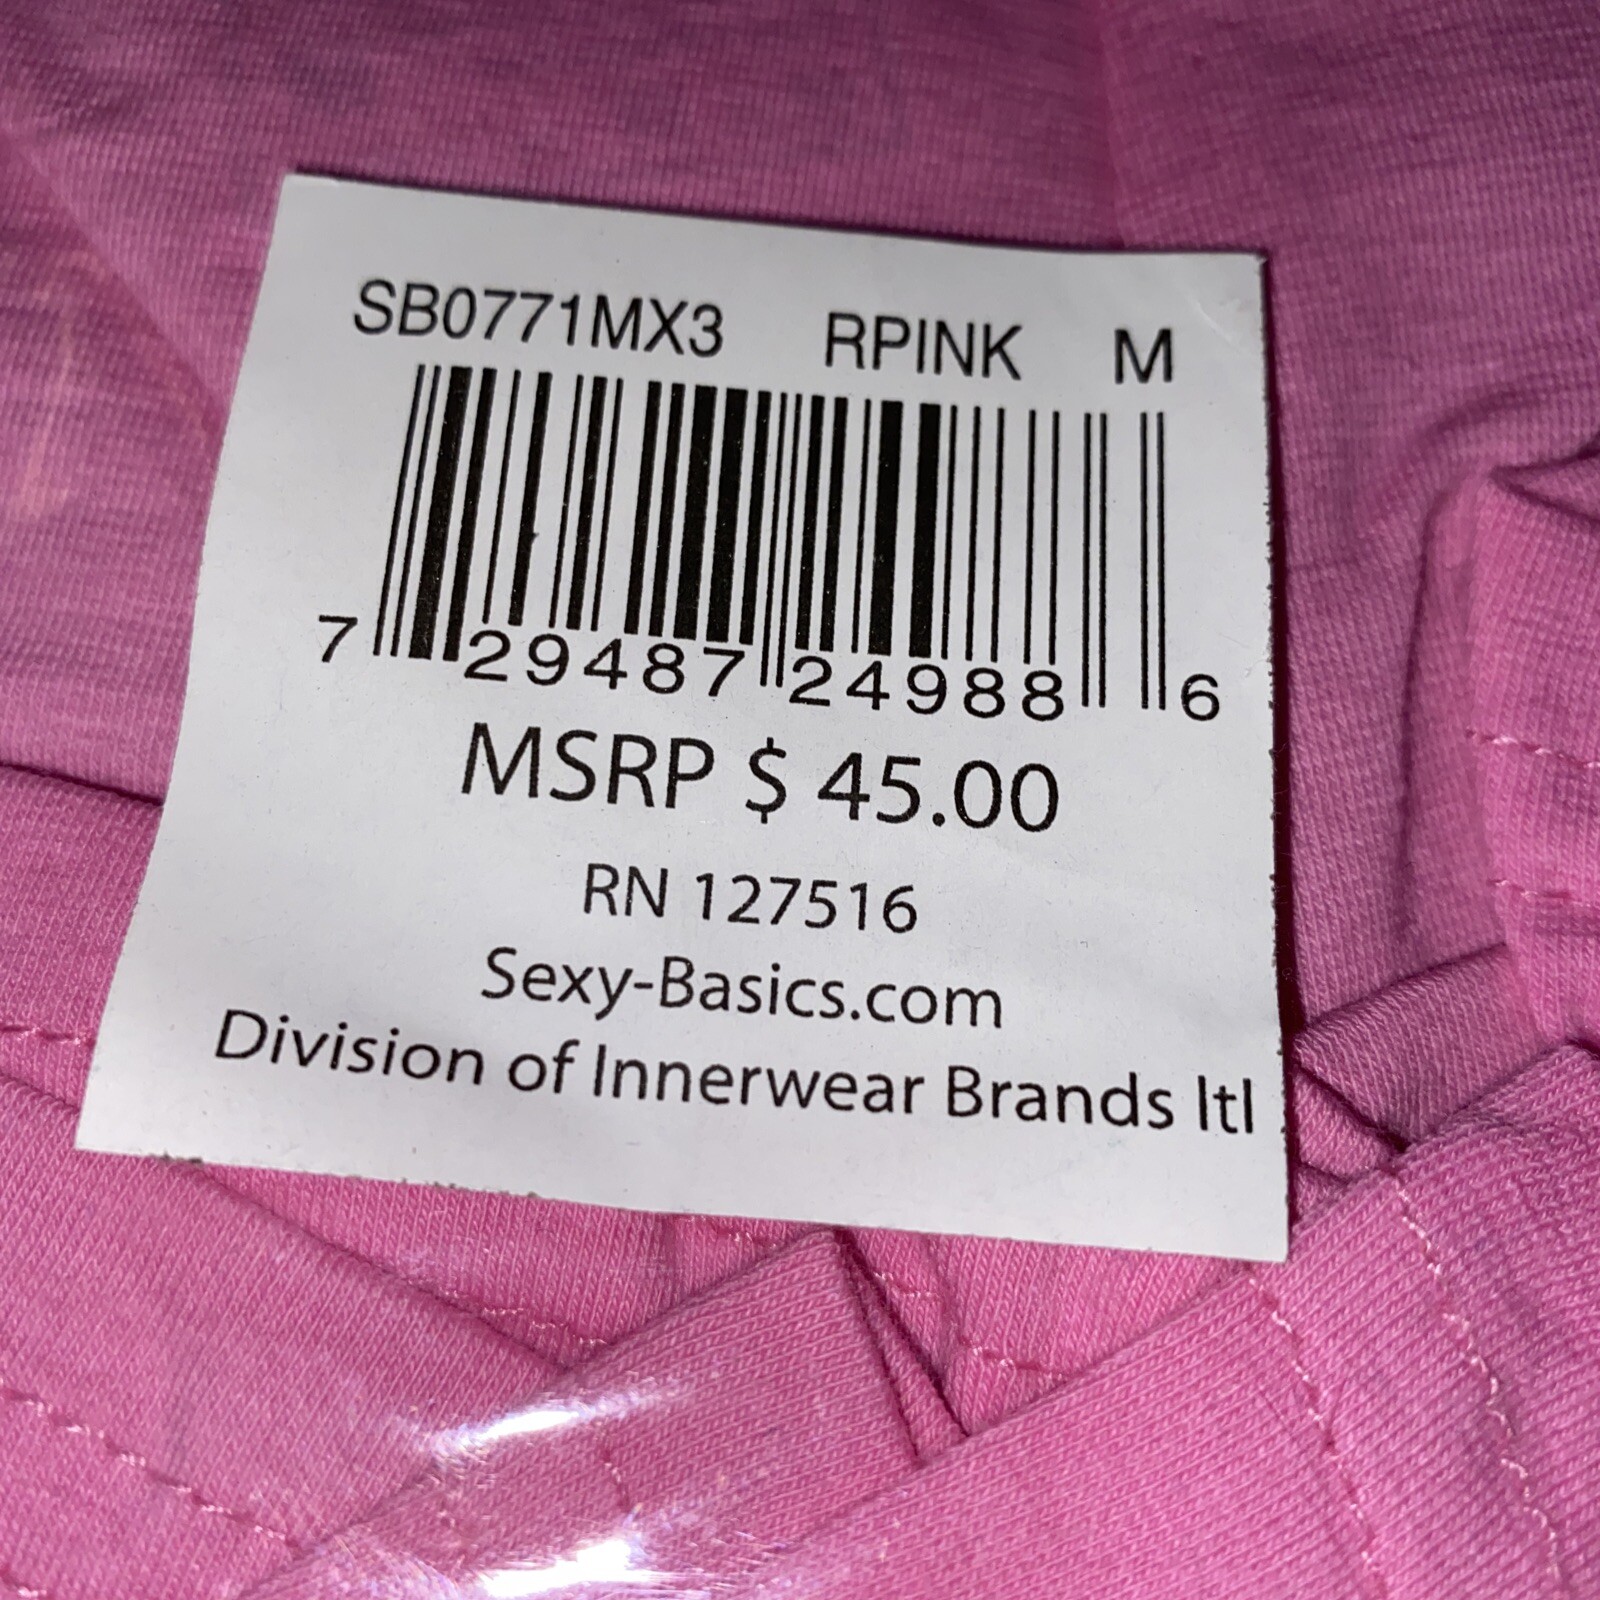 SB0771MX3 RPINK M
7 29487 24988 6
MSRP $ 45.00
RN 127516
Sexy-Basics.com
Division of Innerwear Brands ltl